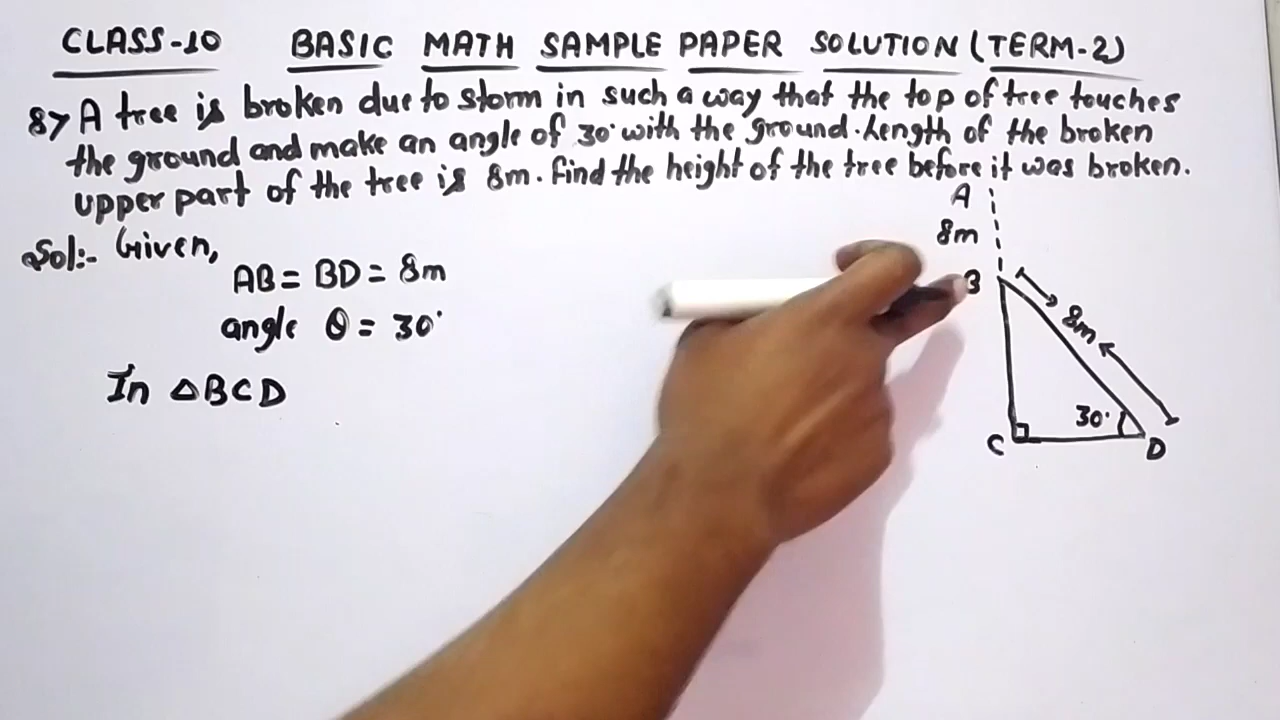 CLASS-10 BASIC MATH SAMPLE PAPER SOLUTION (TERM-2)
8> A tree is broken due to storm in such a way that the top of tree touches
the ground and make an angle of 30° with the ground. Length of the broken
upper part of the tree is 8m. Find the height of the tree before it was broken.
Sol:- Given,
AB = BD = 8m
angle θ = 30°
In △BCD
A
8m
B
8m
30°
C
D